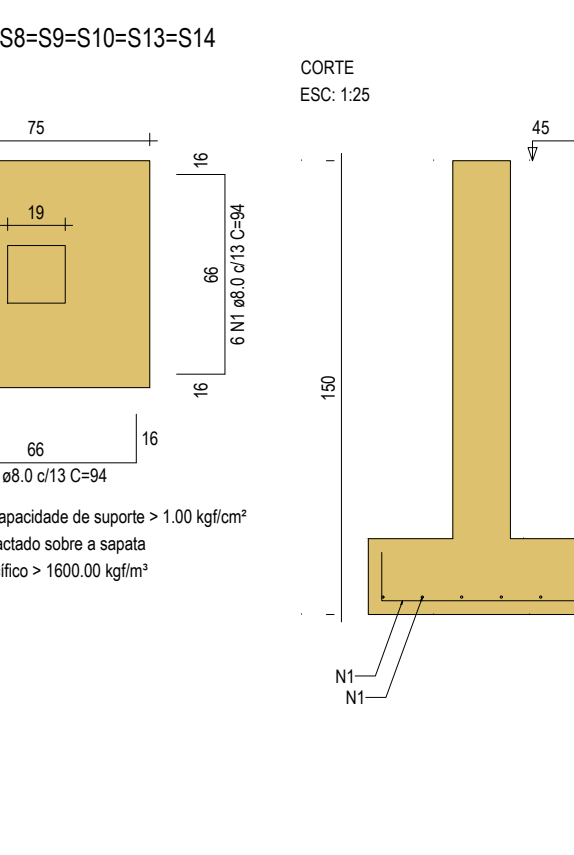 S8=S9=S10=S13=S14
CORTE
ESC: 1:25
75
45
16
19
66
6 N1 ø8.0 c/13 C=94
16
150
16
66
ø8.0 c/13 C=94
apacidade de suporte > 1.00 kgf/cm²
actado sobre a sapata
ífico > 1600.00 kgf/m³
N1
N1